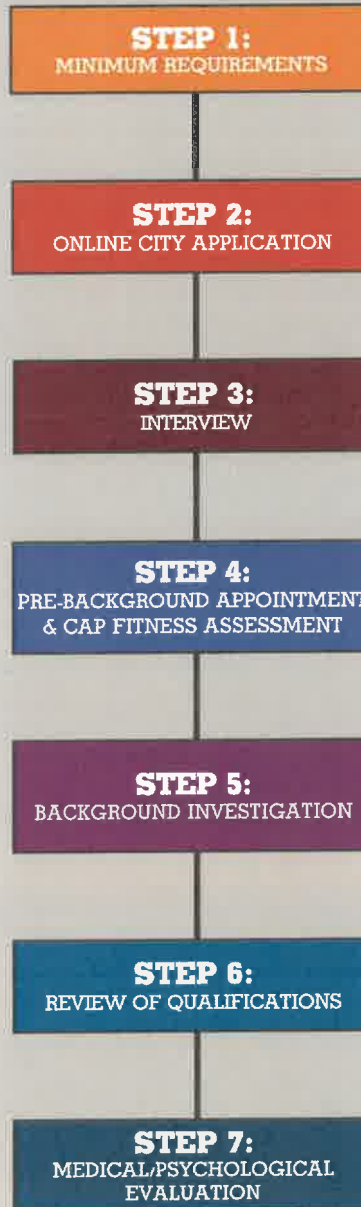 STEP 1:
MINIMUM REQUIREMENTS
STEP 2:
ONLINE CITY APPLICATION
STEP 3:
INTERVIEW
STEP 4:
PRE-BACKGROUND APPOINTMENT
& CAP FITNESS ASSESSMENT
STEP 5:
BACKGROUND INVESTIGATION
STEP 6:
REVIEW OF QUALIFICATIONS
STEP 7:
MEDICAL/PSYCHOLOGICAL
EVALUATION